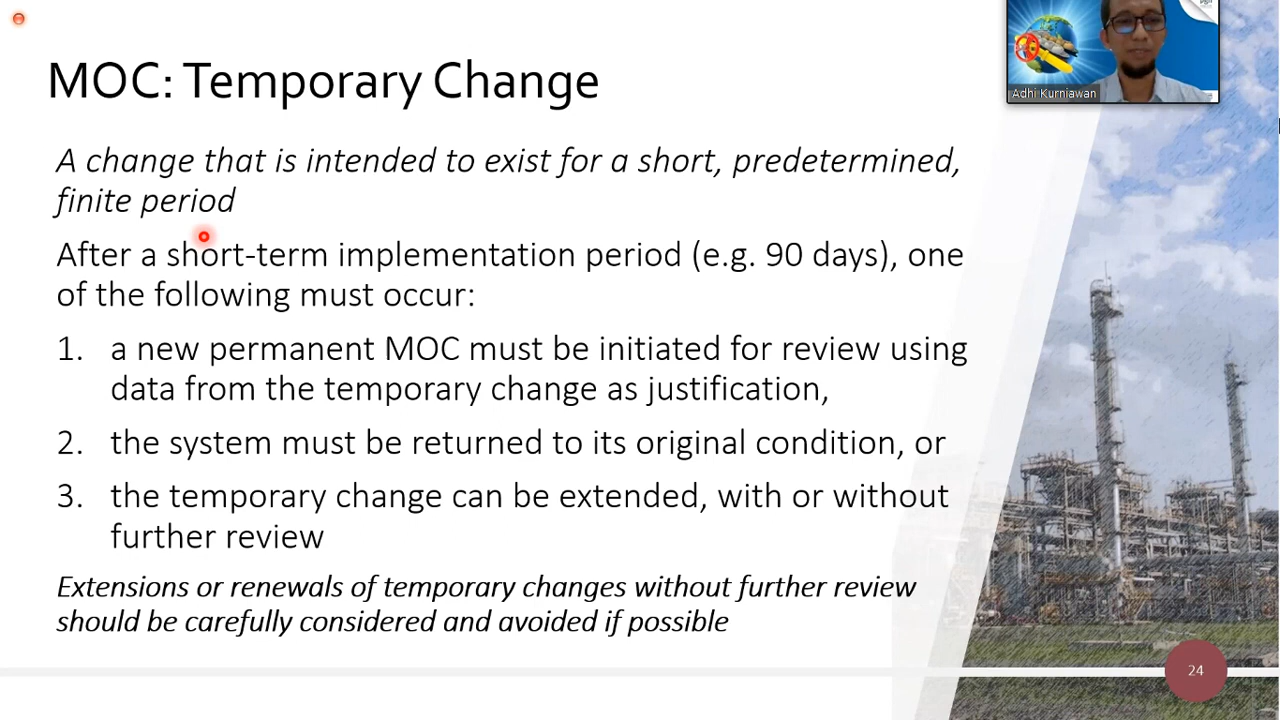 MOC: Temporary Change
Adhi Kurniawan
A change that is intended to exist for a short, predetermined,
finite period
After a short-term implementation period (e.g. 90 days), one
of the following must occur:
1. a new permanent MOC must be initiated for review using
data from the temporary change as justification,
2. the system must be returned to its original condition, or
3. the temporary change can be extended, with or without
further review
Extensions or renewals of temporary changes without further review
should be carefully considered and avoided if possible
24